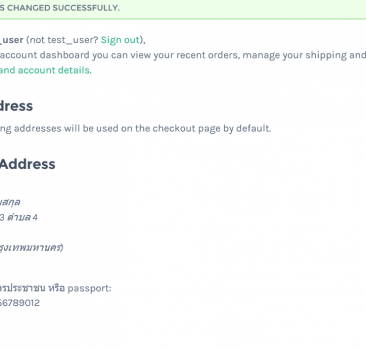 S CHANGED SUCCESSFULLY.
_user (not test_user? Sign out),
account dashboard you can view your recent orders, manage your shipping and
and account details.
dress
ng addresses will be used on the checkout page by default.
Address
มสกุล
3 ตำบล 4
รุงเทพมหานคร)
รประชาชน หรือ passport:
56789012